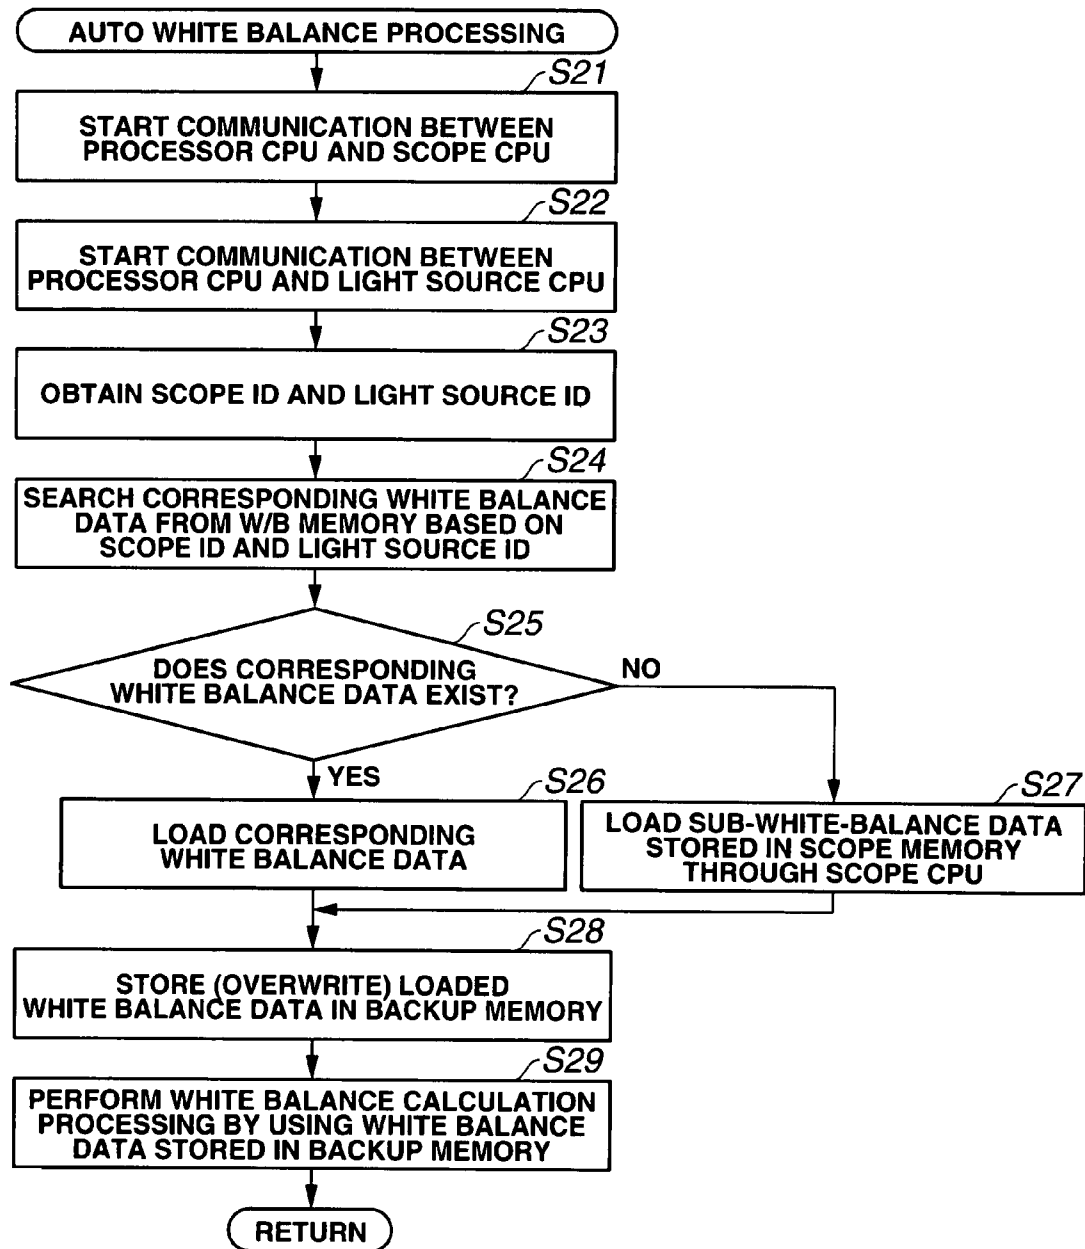 AUTO WHITE BALANCE PROCESSING
S21
START COMMUNICATION BETWEEN
PROCESSOR CPU AND SCOPE CPU
S22
START COMMUNICATION BETWEEN
PROCESSOR CPU AND LIGHT SOURCE CPU
S23
OBTAIN SCOPE ID AND LIGHT SOURCE ID
S24
SEARCH CORRESPONDING WHITE BALANCE
DATA FROM W/B MEMORY BASED ON
SCOPE ID AND LIGHT SOURCE ID
S25
DOES CORRESPONDING
WHITE BALANCE DATA EXIST?
NO
YES
S26
LOAD CORRESPONDING
WHITE BALANCE DATA
S27
LOAD SUB-WHITE-BALANCE DATA
STORED IN SCOPE MEMORY
THROUGH SCOPE CPU
S28
STORE (OVERWRITE) LOADED
WHITE BALANCE DATA IN BACKUP MEMORY
S29
PERFORM WHITE BALANCE CALCULATION
PROCESSING BY USING WHITE BALANCE
DATA STORED IN BACKUP MEMORY
RETURN